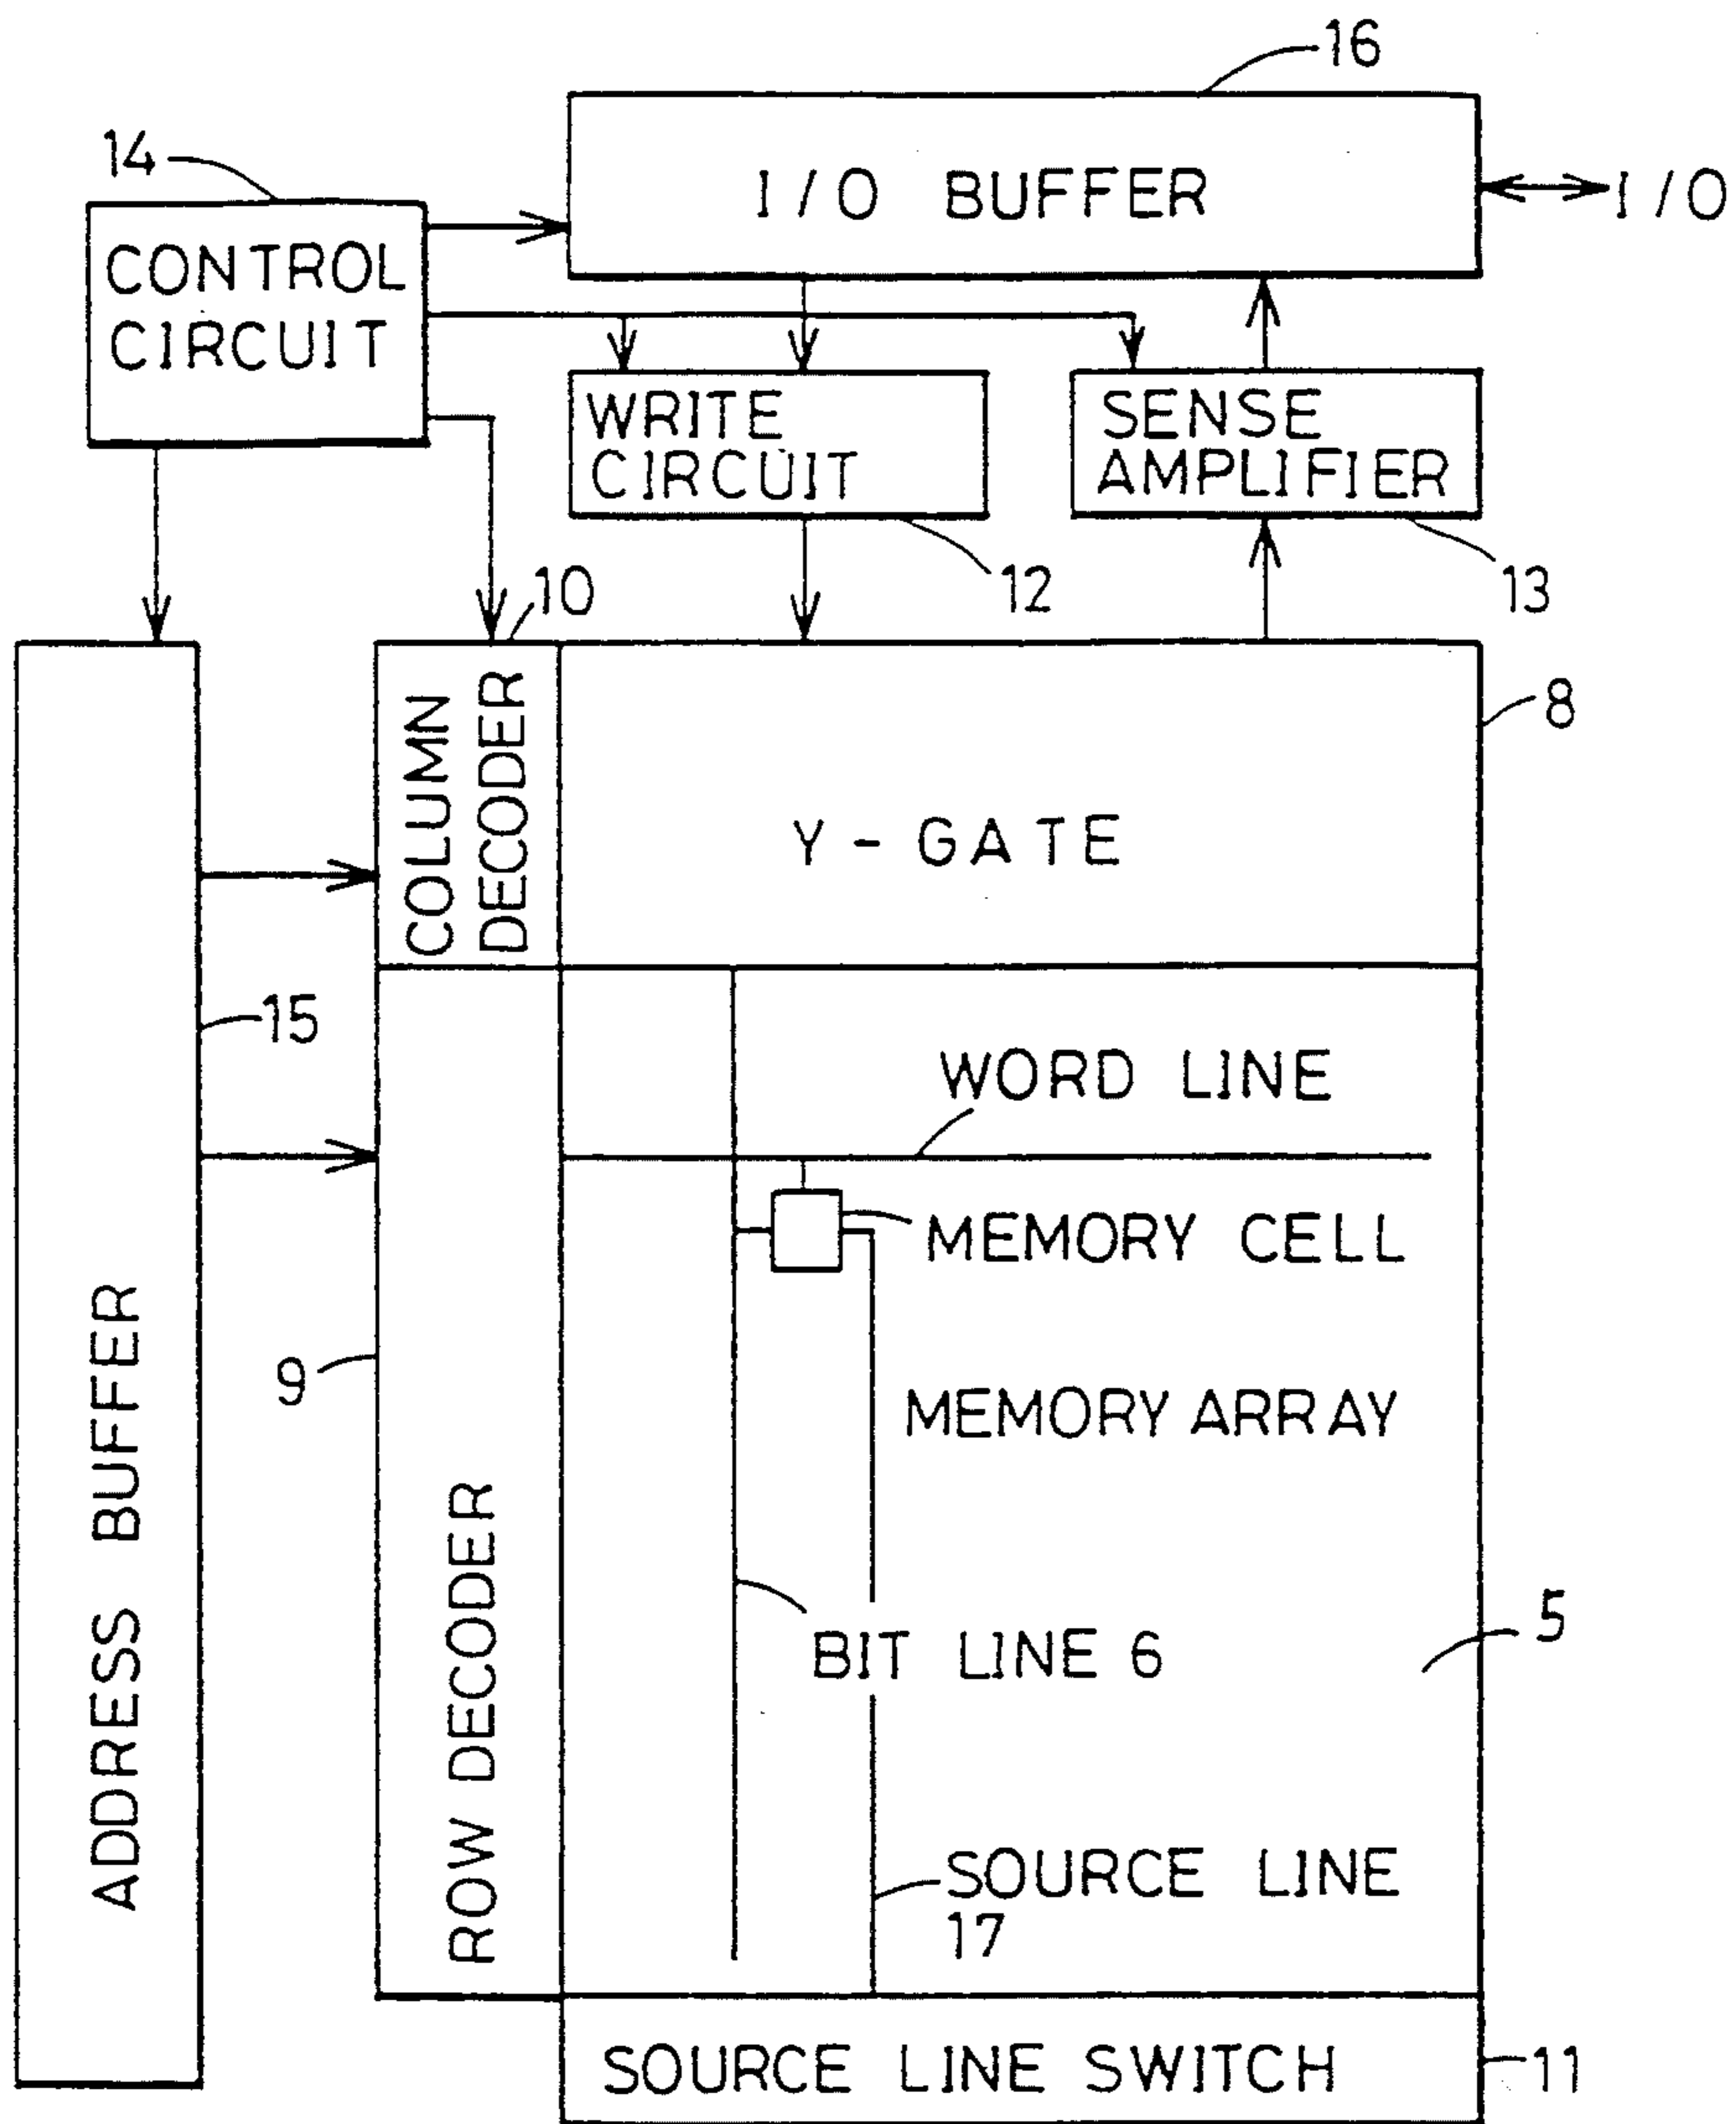 16
14
I/O BUFFER
I/O
CONTROL
CIRCUIT
WRITE
CIRCUIT
SENSE
AMPLIFIER
12
13
10
8
COLUMN
DECODER
Y-GATE
15
WORD LINE
MEMORY CELL
9
MEMORY ARRAY
ADDRESS BUFFER
ROW DECODER
5
BIT LINE 6
SOURCE LINE
17
SOURCE LINE SWITCH
11